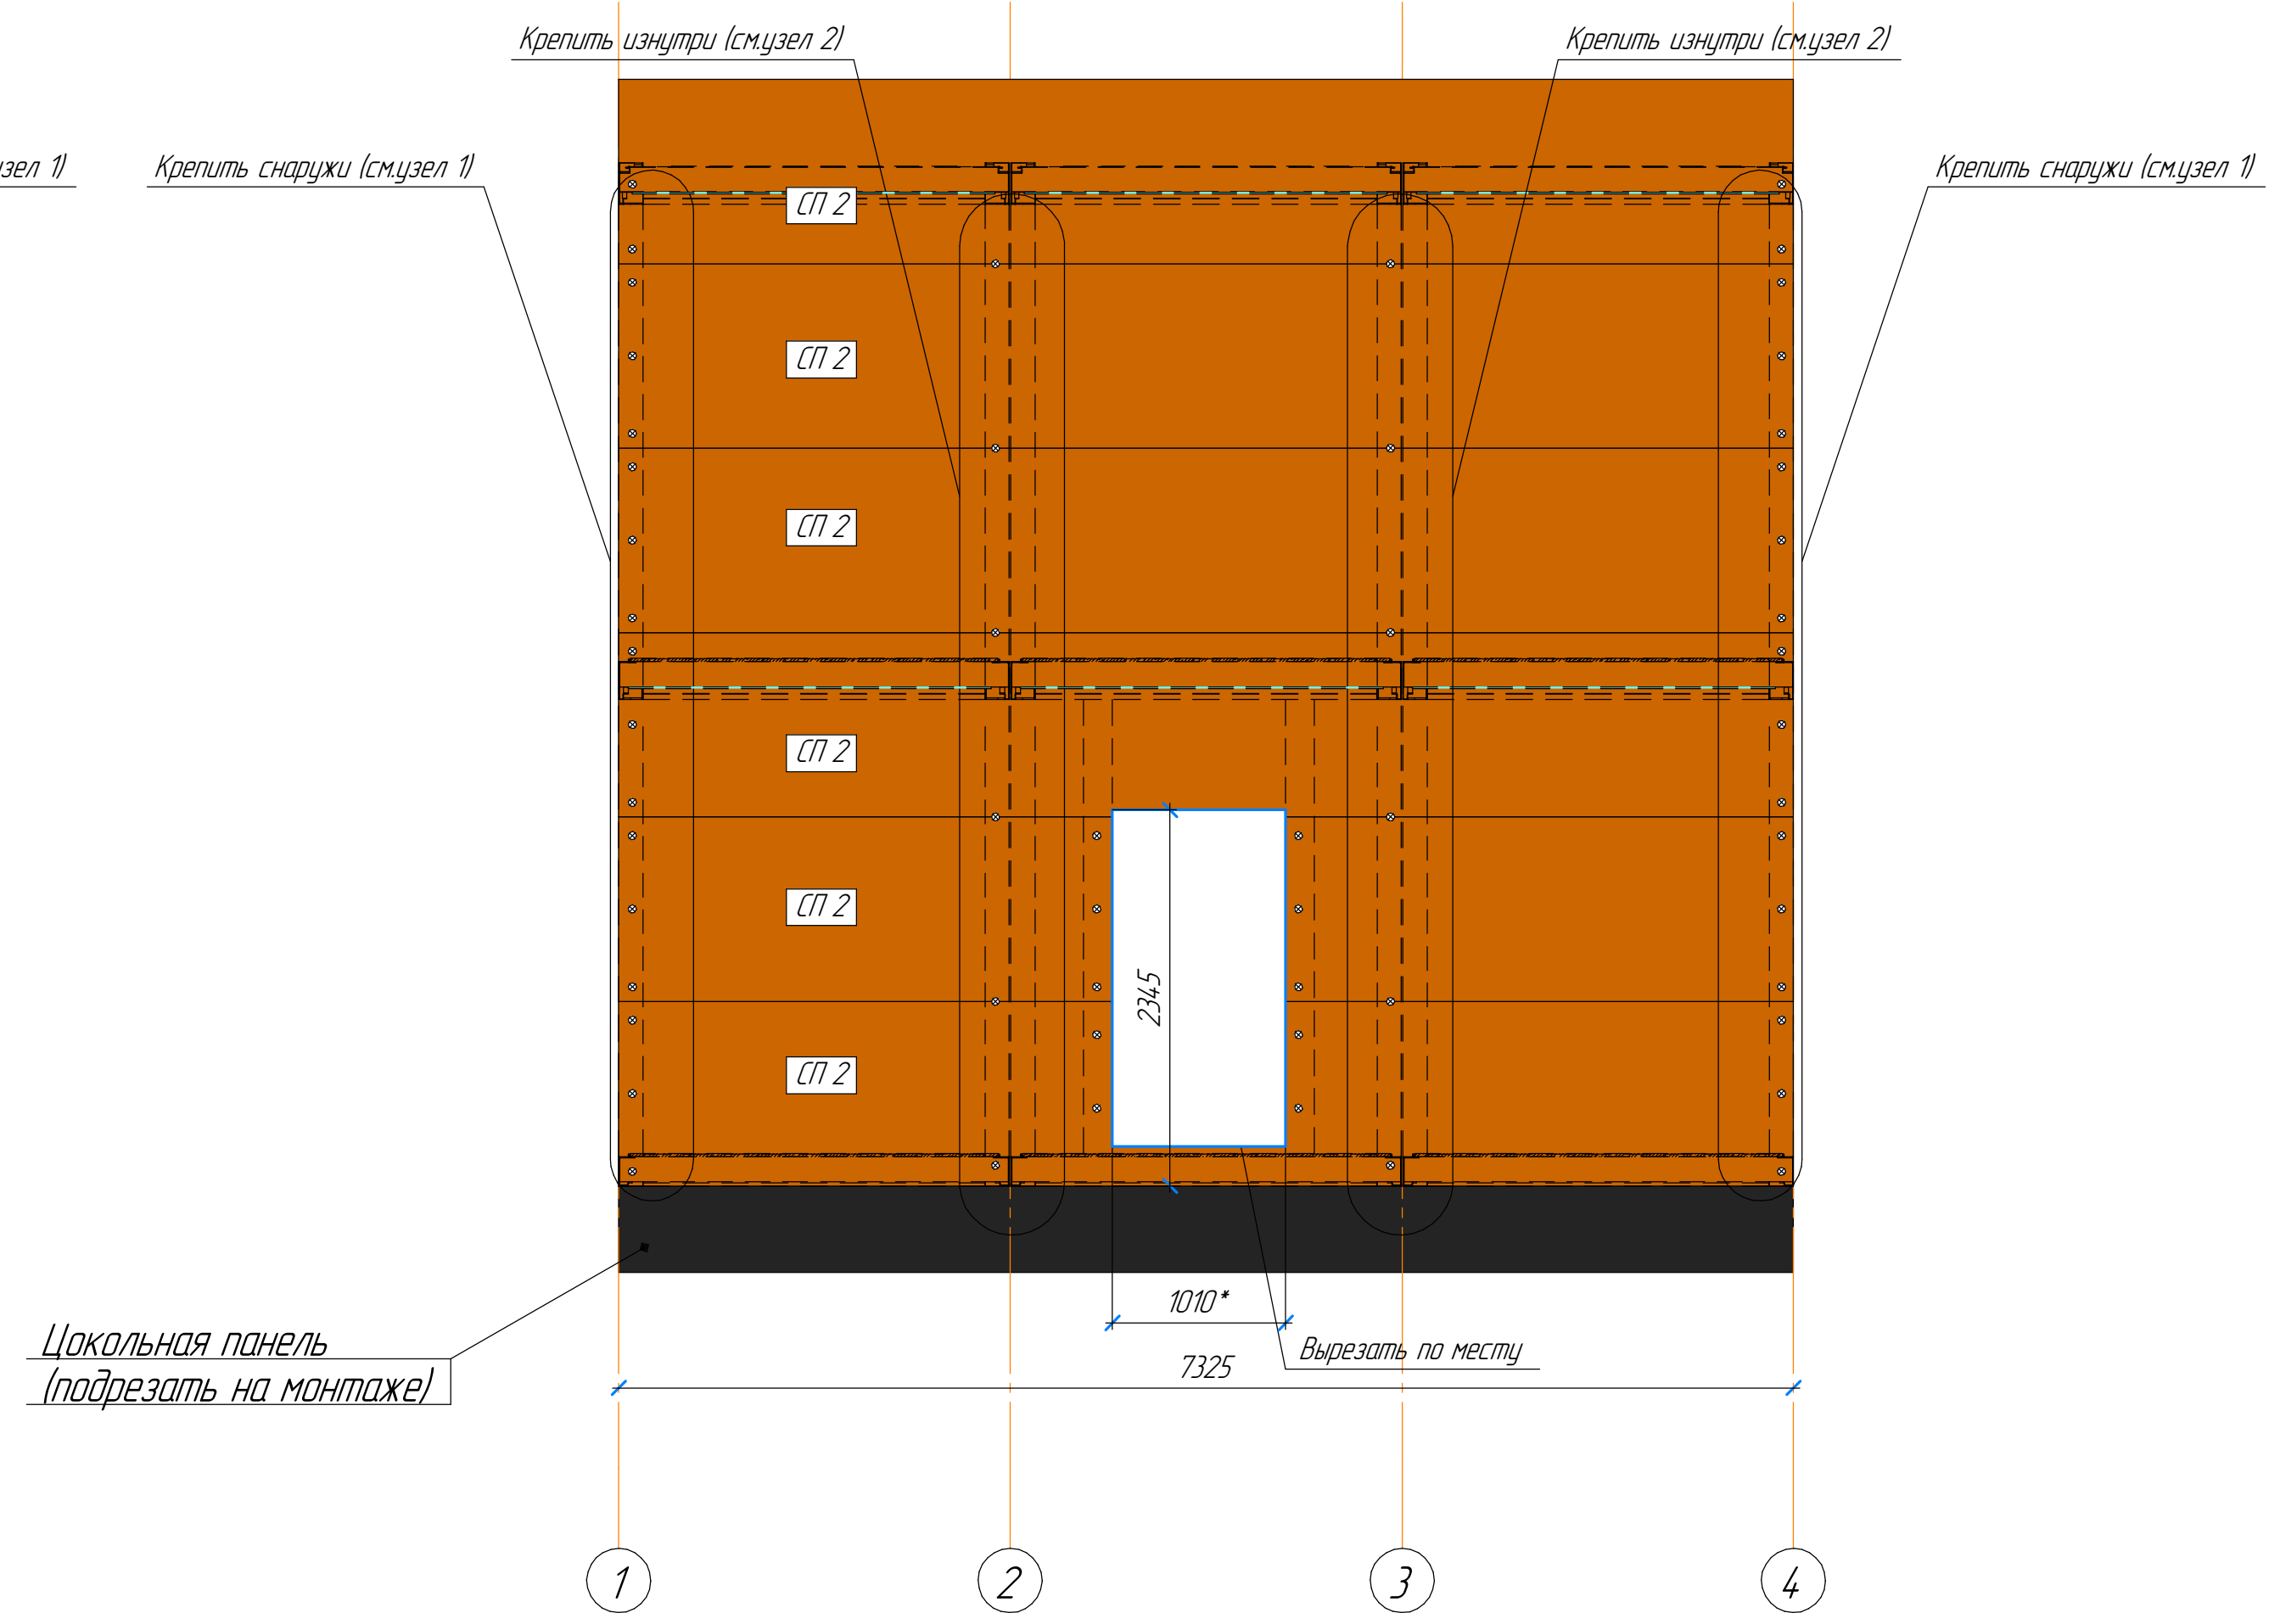 Крепить изнутри (см.узел 2)
Крепить изнутри (см.узел 2)
узел 1)
Крепить снаружи (см.узел 1)
Крепить снаружи (см.узел 1)
СП 2
СП 2
СП 2
СП 2
СП 2
СП 2
2345
1010*
Вырезать по месту
7325
Цокольная панель
(подрезать на монтаже)
1
2
3
4